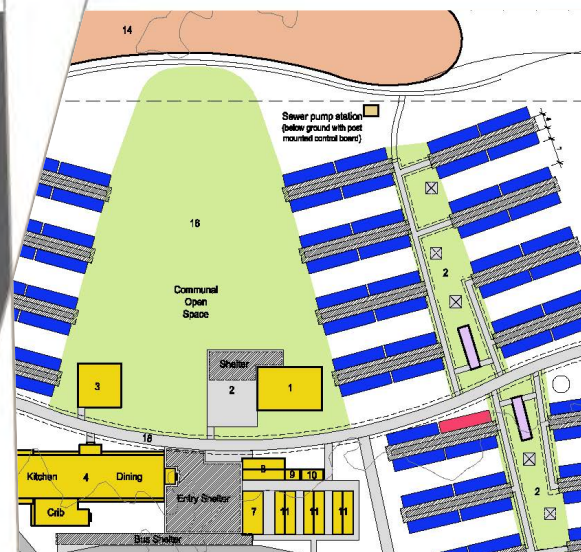 14
Sewer pump station
(below ground with post
mounted control board)
16
Communal
Open
Space
2
Shelter
3
2
1
18
Kitchen
4
Dining
8
9
10
Entry Shelter
Crib
7
11
11
11
2
Bus Shelter